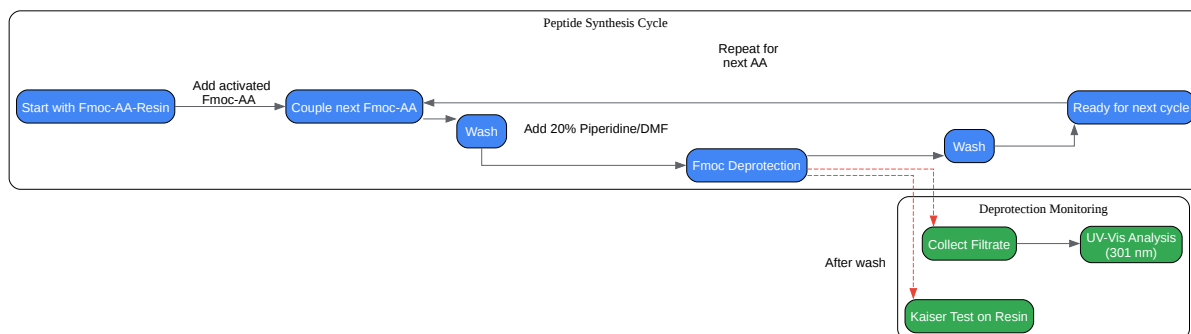 Peptide Synthesis Cycle
Repeat for
next AA
Start with Fmoc-AA-Resin
Add activated
Fmoc-AA
Couple next Fmoc-AA
Ready for next cycle
Wash
Add 20% Piperidine/DMF
Wash
Fmoc Deprotection
Deprotection Monitoring
Collect Filtrate
UV-Vis Analysis
(301 nm)
After wash
Kaiser Test on Resin